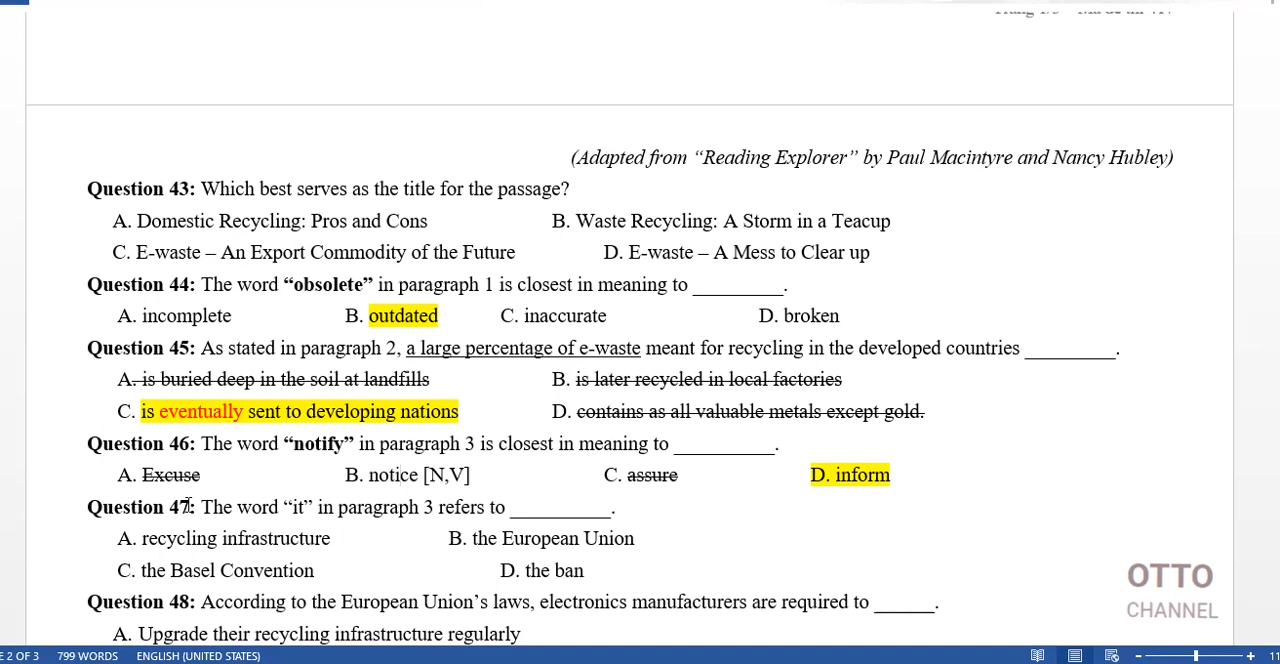 (Adapted from “Reading Explorer” by Paul Macintyre and Nancy Hubley)
Question 43: Which best serves as the title for the passage?
A. Domestic Recycling: Pros and Cons B. Waste Recycling: A Storm in a Teacup
C. E-waste – An Export Commodity of the Future D. E-waste – A Mess to Clear up
Question 44: The word “obsolete” in paragraph 1 is closest in meaning to _________.
A. incomplete B. outdated C. inaccurate D. broken
Question 45: As stated in paragraph 2, a large percentage of e-waste meant for recycling in the developed countries _________.
A. is buried deep in the soil at landfills B. is later recycled in local factories
C. is eventually sent to developing nations D. contains as all valuable metals except gold.
Question 46: The word “notify” in paragraph 3 is closest in meaning to __________.
A. Excuse B. notice [N,V] C. assure D. inform
Question 47: The word “it” in paragraph 3 refers to __________.
A. recycling infrastructure B. the European Union
C. the Basel Convention D. the ban
OTTO
CHANNEL
Question 48: According to the European Union’s laws, electronics manufacturers are required to ______.
A. Upgrade their recycling infrastructure regularly
E 2 OF 3 799 WORDS ENGLISH (UNITED STATES) 11